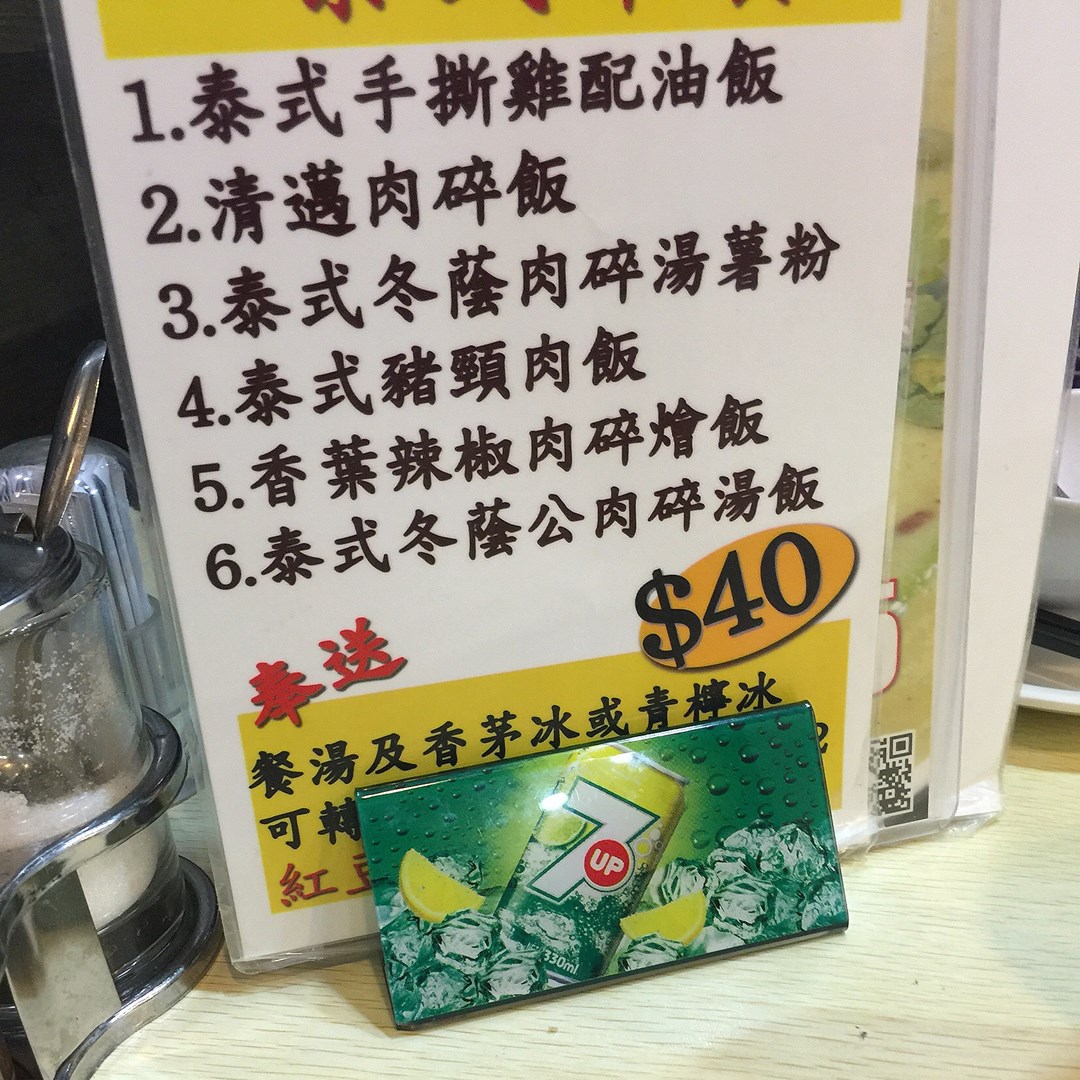 1.泰式手撕雞配油飯
2.清邁肉碎飯
3.泰式冬蔭肉碎湯薯粉
4.泰式豬頸肉飯
5.香葉辣椒肉碎燴飯
6.泰式冬蔭公肉碎湯飯
$40
奉送
餐湯及香茅冰或青檸冰
可轉
紅豆
7UP
330ml